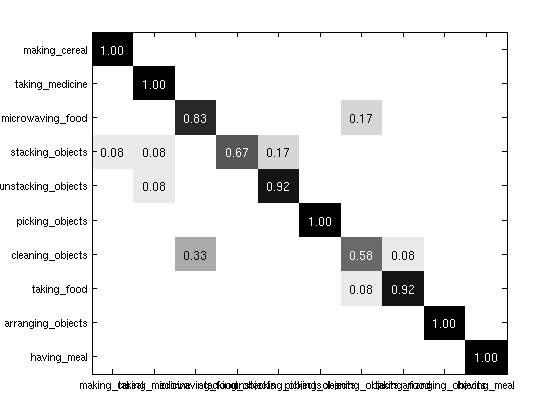 making_cereal 1.00
taking_medicine 1.00
microwaving_food 0.83 0.17
stacking_objects 0.08 0.08 0.67 0.17
unstacking_objects 0.08 0.92
picking_objects 1.00
cleaning_objects 0.33 0.58 0.08
taking_food 0.08 0.92
arranging_objects 1.00
having_meal 1.00